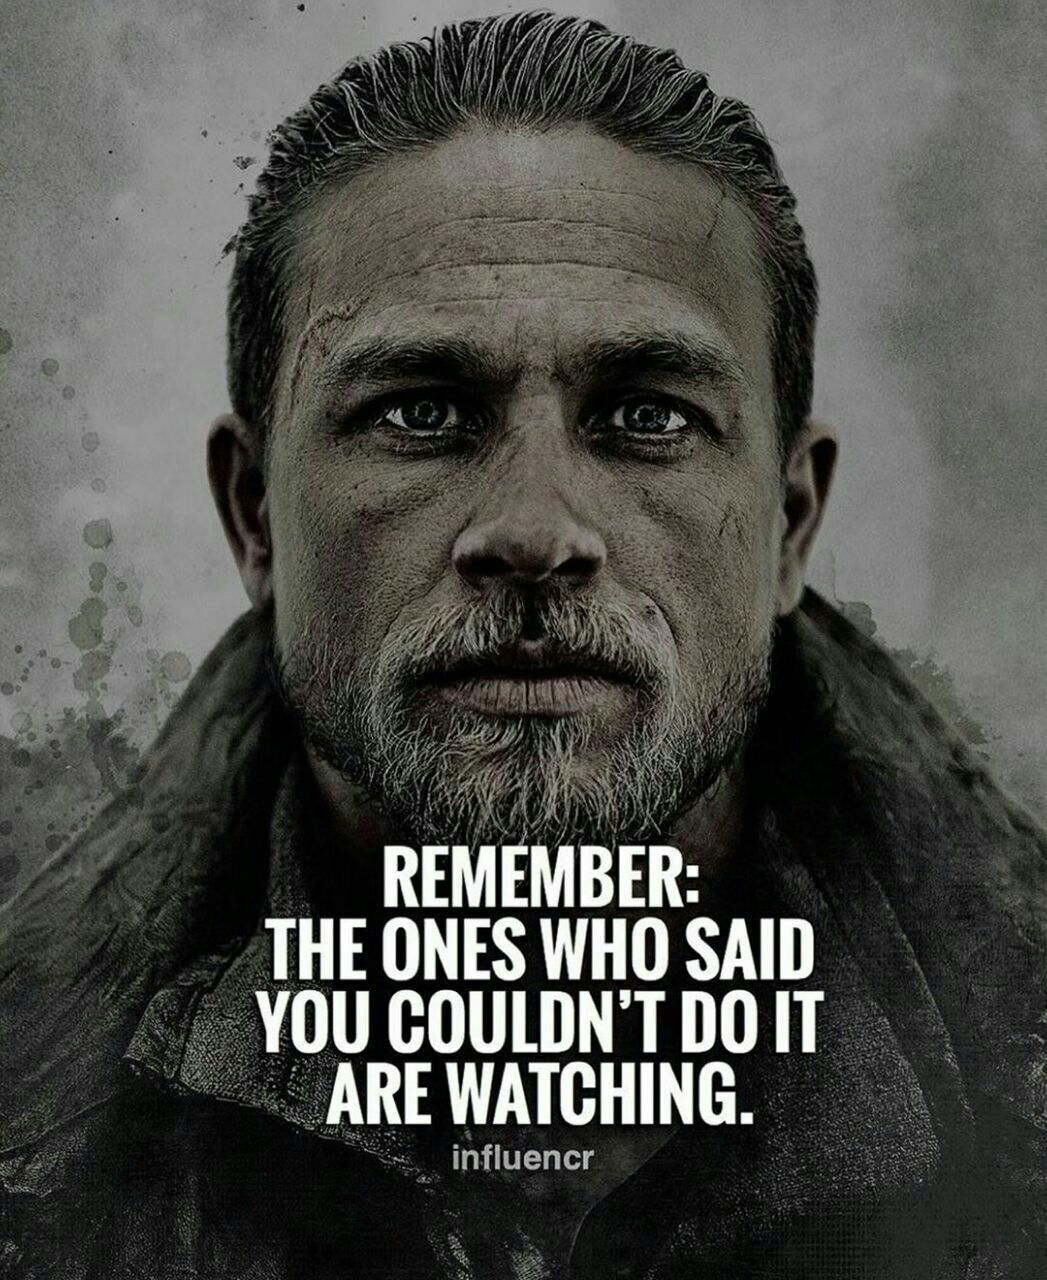 REMEMBER:
THE ONES WHO SAID
YOU COULDN'T DO IT
ARE WATCHING.
influencr